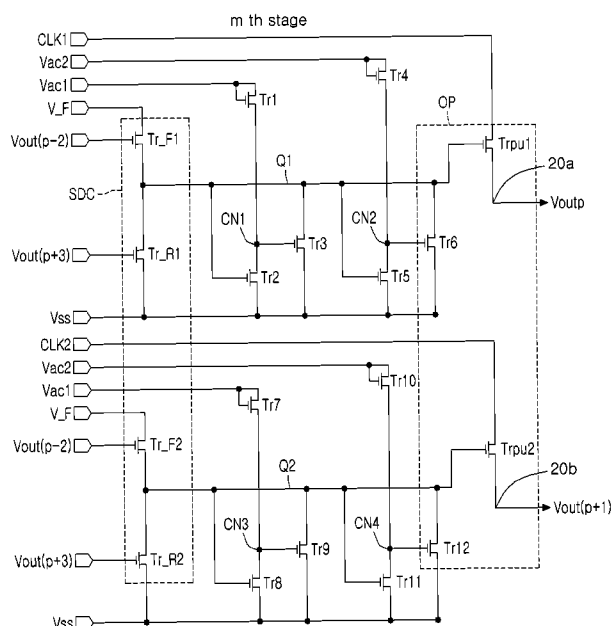 m th stage
CLK1
Vac2
Tr4
Vac1
Tr1
V_F
OP
Vout(p-2)
Tr_F1
Trpu1
20a
SDC
Q1
Voutp
CN1
CN2
Vout(p+3)
Tr_R1
Tr3
Tr6
Tr2
Tr5
Vss
CLK2
Vac2
Tr10
Vac1
Tr7
V_F
Vout(p-2)
Tr_F2
Trpu2
20b
Q2
Vout(p+1)
CN3
CN4
Vout(p+3)
Tr_R2
Tr9
Tr12
Tr8
Tr11
Vss